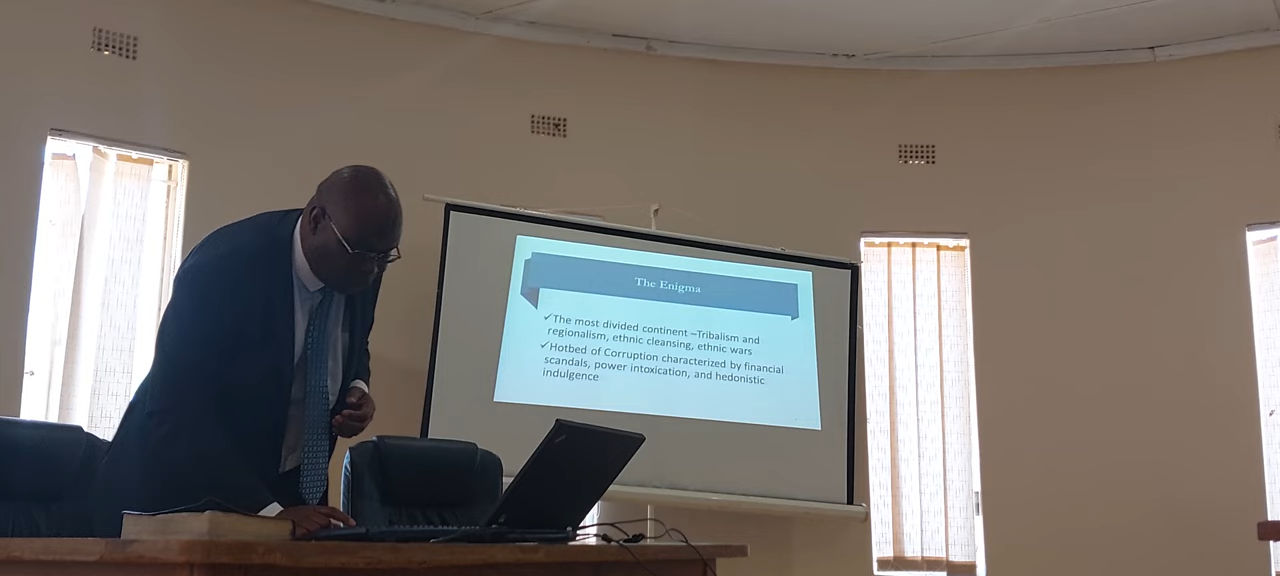 The Enigma
✓The most divided continent –Tribalism and
regionalism, ethnic cleansing, ethnic wars
✓Hotbed of Corruption characterized by financial
scandals, power intoxication, and hedonistic
indulgence